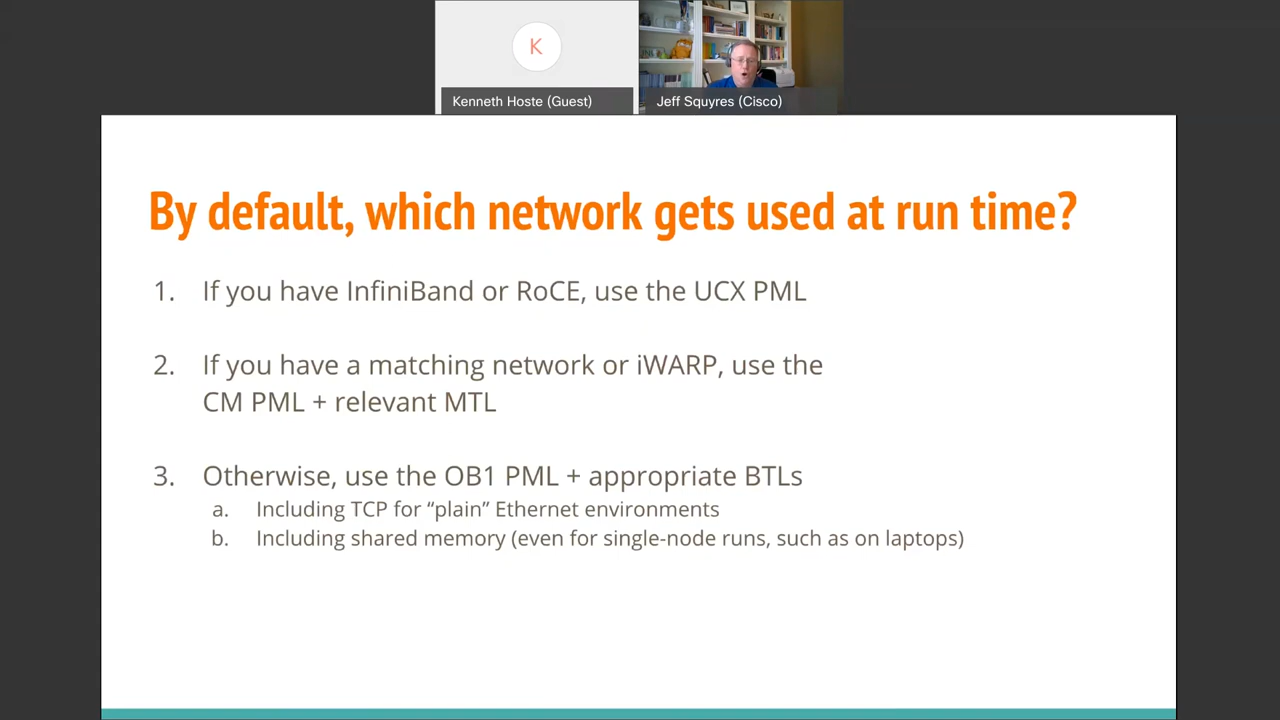 K
Kenneth Hoste (Guest)
Jeff Squyres (Cisco)
By default, which network gets used at run time?
1. If you have InfiniBand or RoCE, use the UCX PML
2. If you have a matching network or iWARP, use the
CM PML + relevant MTL
3. Otherwise, use the OB1 PML + appropriate BTLs
a. Including TCP for “plain” Ethernet environments
b. Including shared memory (even for single-node runs, such as on laptops)